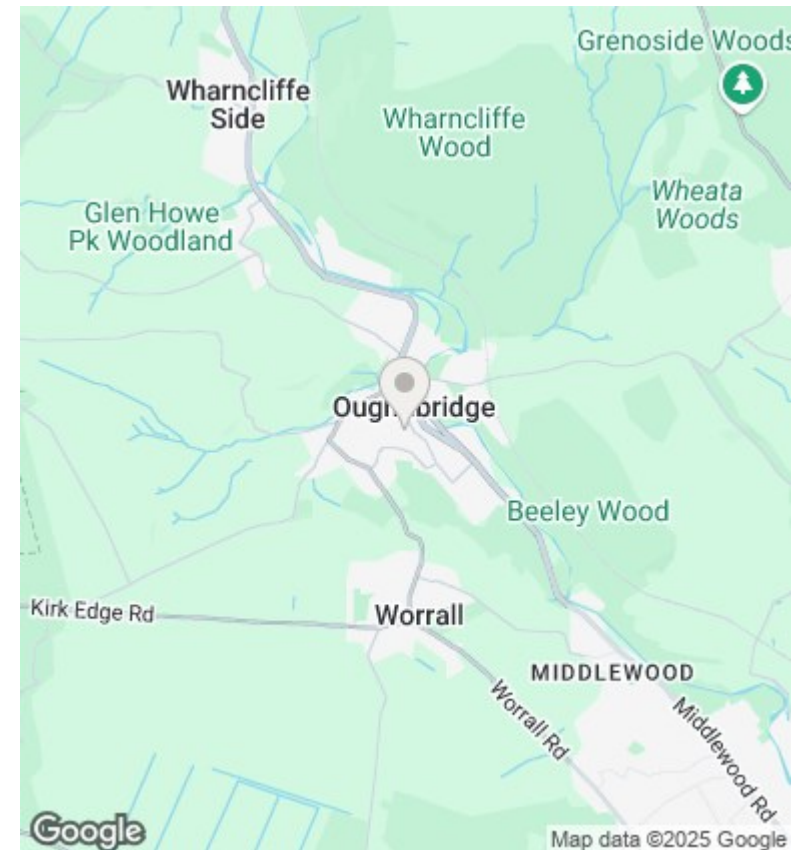 Grenoside Woods
Wharncliffe
Side
Wharncliffe
Wood
Wheata
Woods
Glen Howe
Pk Woodland
Beeley Wood
Kirk Edge Rd
Worrall
MIDDLEWOOD
Worrall Rd
Middlewood Rd
Google
Map data ©2025 Google